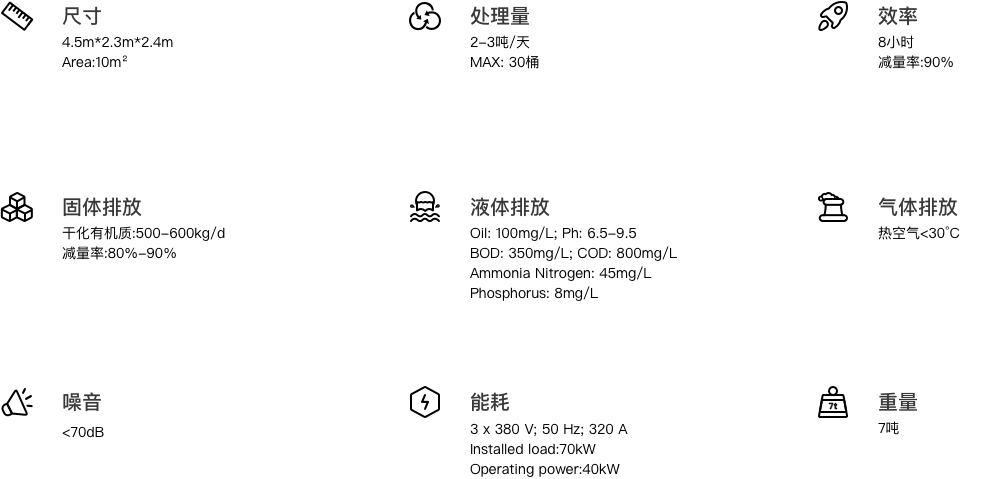 尺寸
4.5m*2.3m*2.4m
Area:10m²
处理量
2-3吨/天
MAX: 30桶
效率
8小时
减量率:90%
固体排放
干化有机质:500-600kg/d
减量率:80%-90%
液体排放
Oil: 100mg/L; Ph: 6.5-9.5
BOD: 350mg/L; COD: 800mg/L
Ammonia Nitrogen: 45mg/L
Phosphorus: 8mg/L
气体排放
热空气<30°C
噪音
<70dB
能耗
3 x 380 V; 50 Hz; 320 A
Installed load:70kW
Operating power:40kW
7t
重量
7吨